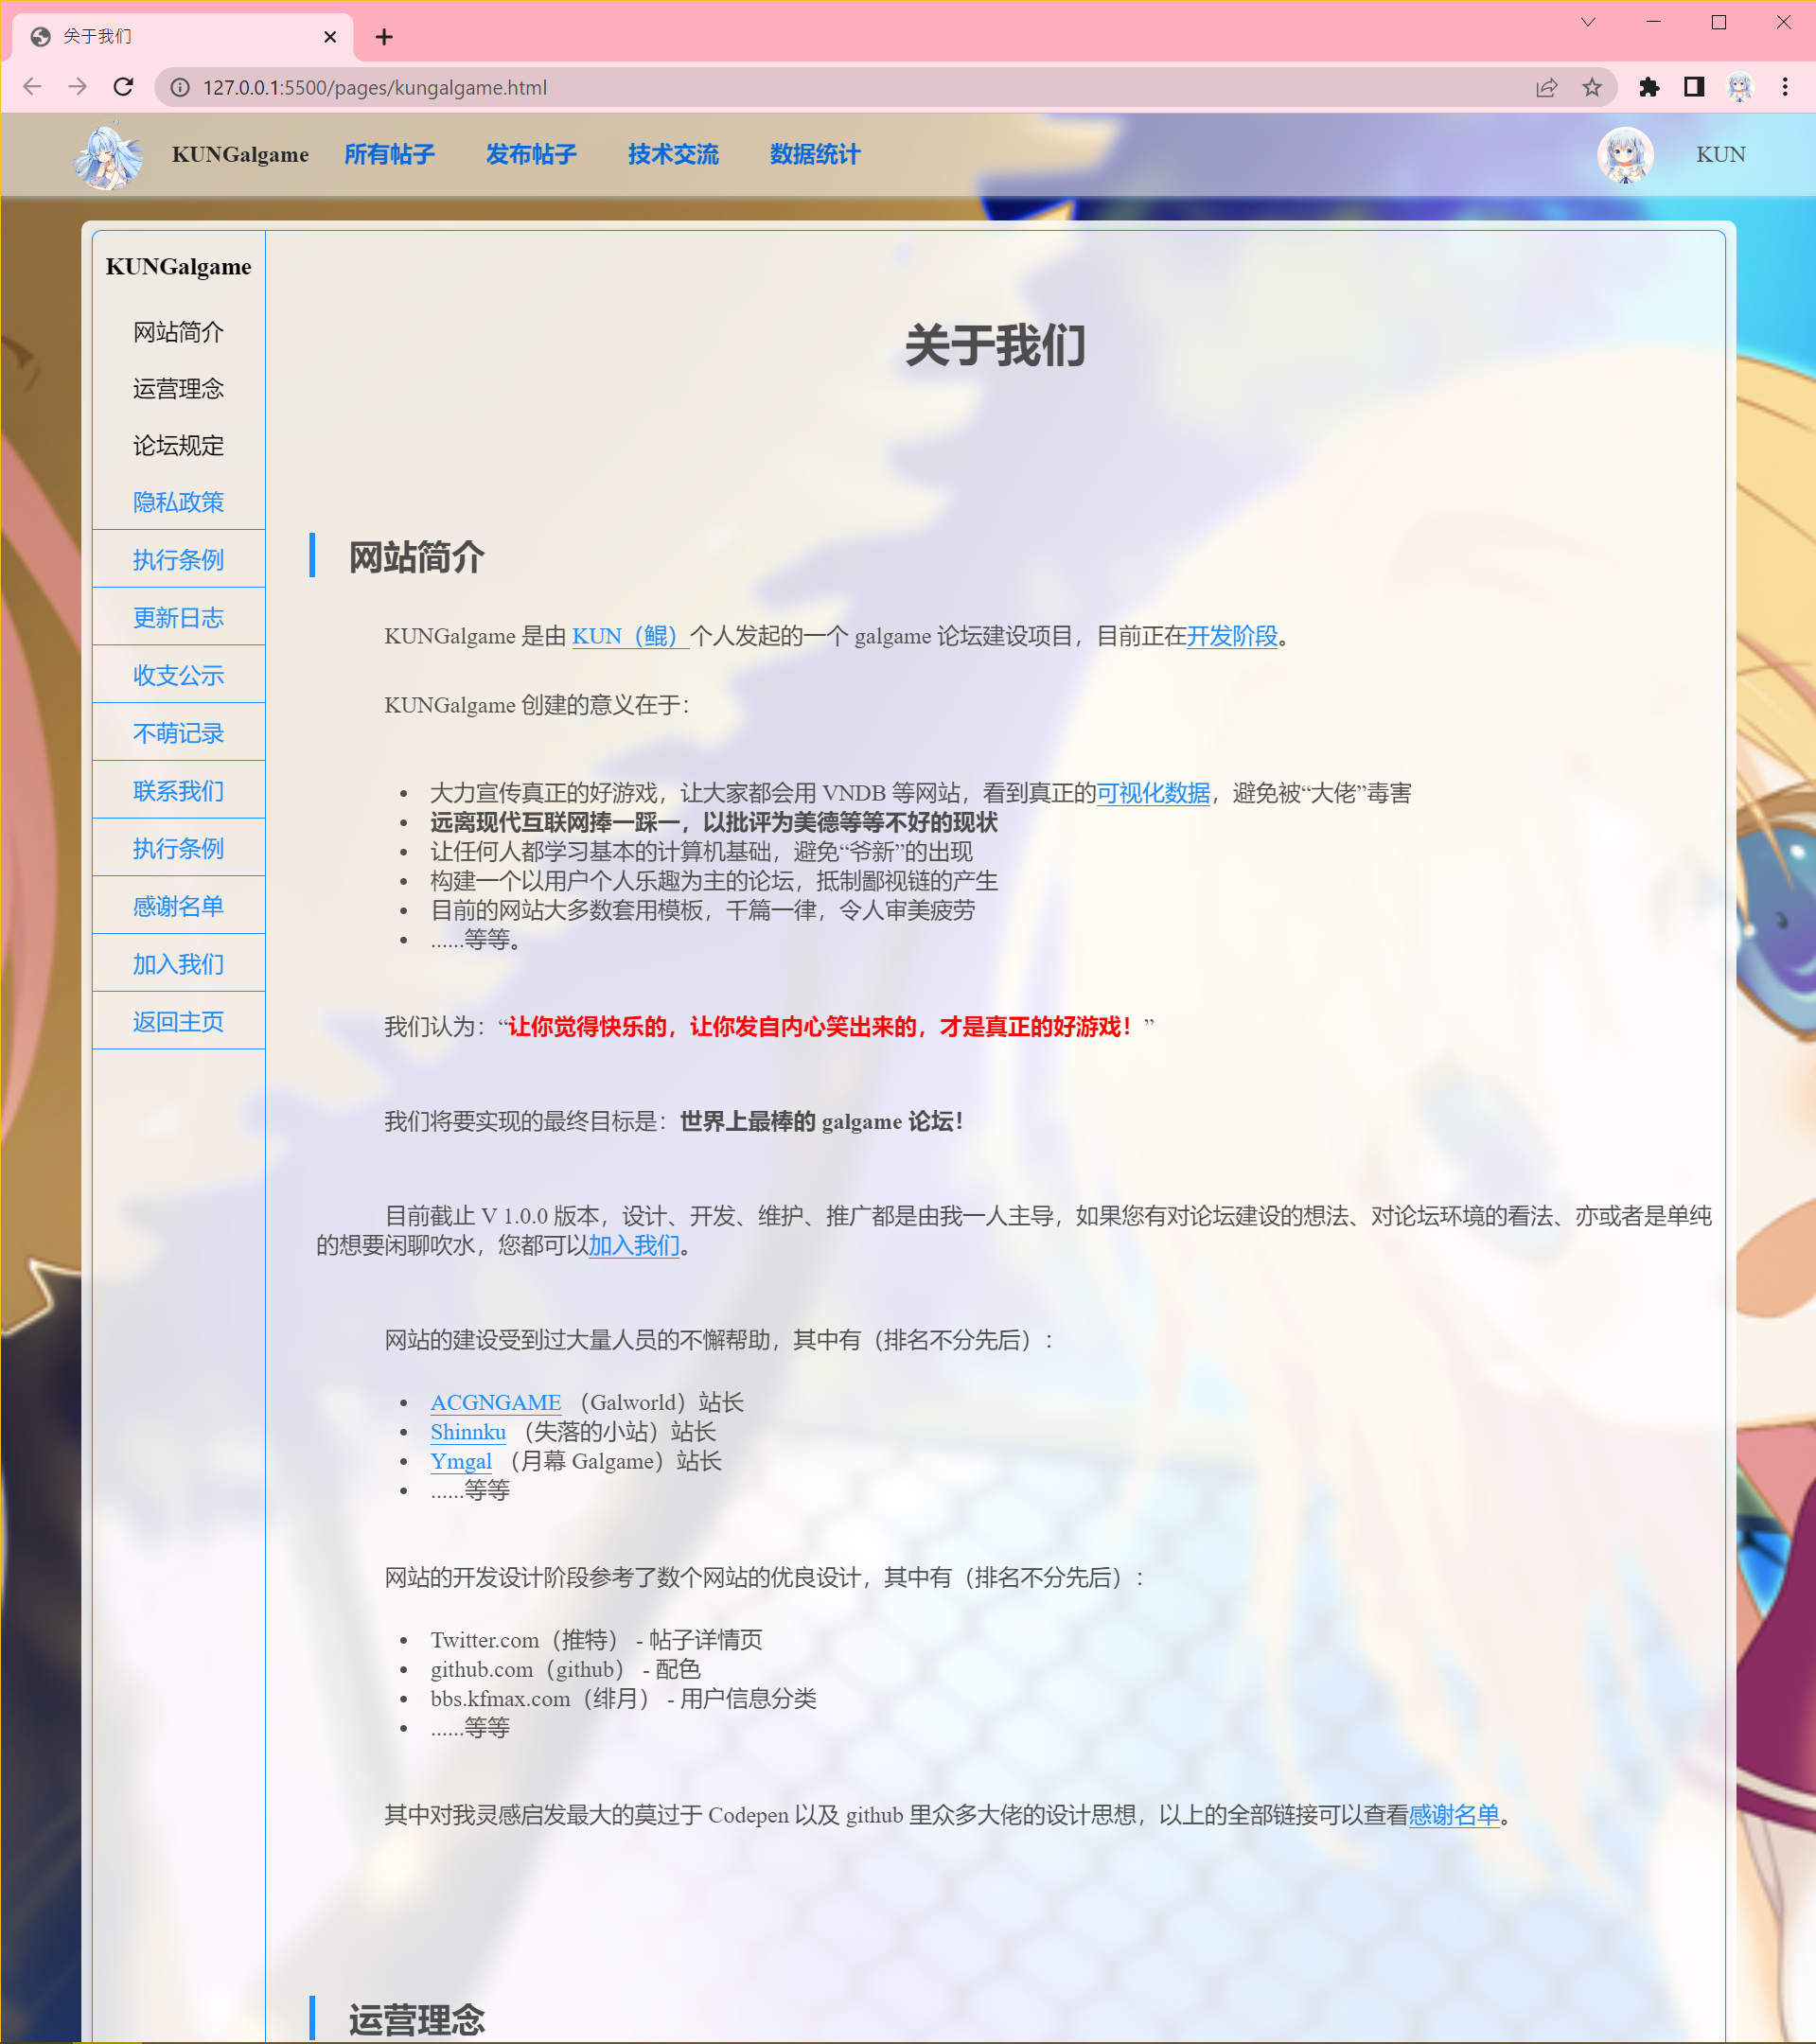 关于我们
127.0.0.1:5500/pages/kungalgame.html
KUNGalgame 所有帖子 发布帖子 技术交流 数据统计 KUN
KUNGalgame
网站简介
运营理念
论坛规定
隐私政策
执行条例
更新日志
收支公示
不萌记录
联系我们
执行条例
感谢名单
加入我们
返回主页
关于我们
网站简介
KUNGalgame 是由 KUN（鲲）个人发起的一个 galgame 论坛建设项目，目前正在开发阶段。
KUNGalgame 创建的意义在于：
• 大力宣传真正的好游戏，让大家都会用 VNDB 等网站，看到真正的可视化数据，避免被“大佬”毒害
• 远离现代互联网捧一踩一，以批评为美德等等不好的现状
• 让任何人都学习基本的计算机基础，避免“爷新”的出现
• 构建一个以用户个人乐趣为主的论坛，抵制鄙视链的产生
• 目前的网站大多数套用模板，千篇一律，令人审美疲劳
• ......等等。
我们认为：“让你觉得快乐的，让你发自内心笑出来的，才是真正的好游戏！”
我们将要实现的最终目标是：世界上最棒的 galgame 论坛！
目前截止 V 1.0.0 版本，设计、开发、维护、推广都是由我一人主导，如果您有对论坛建设的想法、对论坛环境的看法、亦或者是单纯
的想要闲聊吹水，您都可以加入我们。
网站的建设受到过大量人员的不懈帮助，其中有（排名不分先后）：
• ACGNGAME （Galworld）站长
• Shinnku （失落的小站）站长
• Ymgal （月幕 Galgame）站长
• ......等等
网站的开发设计阶段参考了数个网站的优良设计，其中有（排名不分先后）：
• Twitter.com（推特） - 帖子详情页
• github.com（github） - 配色
• bbs.kfmax.com（绯月） - 用户信息分类
• ......等等
其中对我灵感启发最大的莫过于 Codepen 以及 github 里众多大佬的设计思想，以上的全部链接可以查看感谢名单。
运营理念